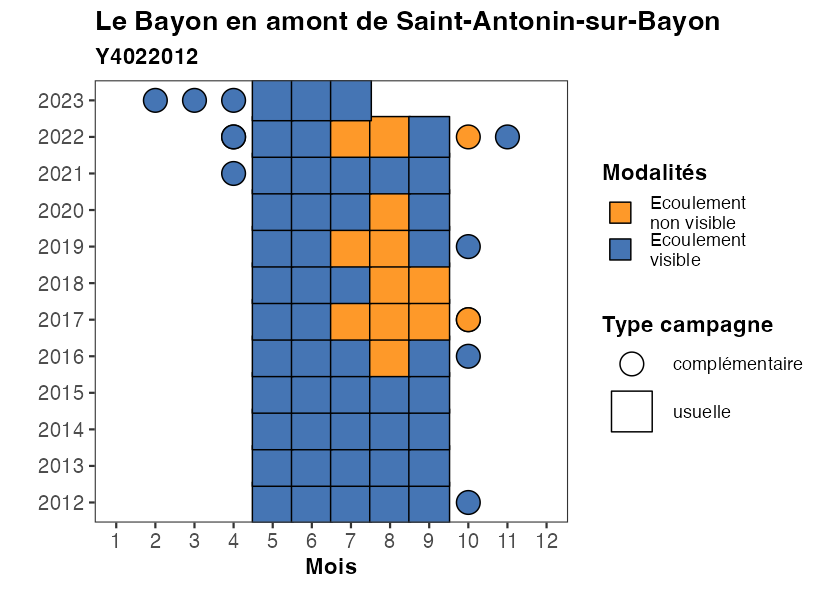 Le Bayon en amont de Saint-Antonin-sur-Bayon
Y4022012
2023
2022
2021
2020
2019
2018
2017
2016
2015
2014
2013
2012
1 2 3 4 5 6 7 8 9 10 11 12
Mois
Modalités
Ecoulement
non visible
Ecoulement
visible
Type campagne
complémentaire
usuelle